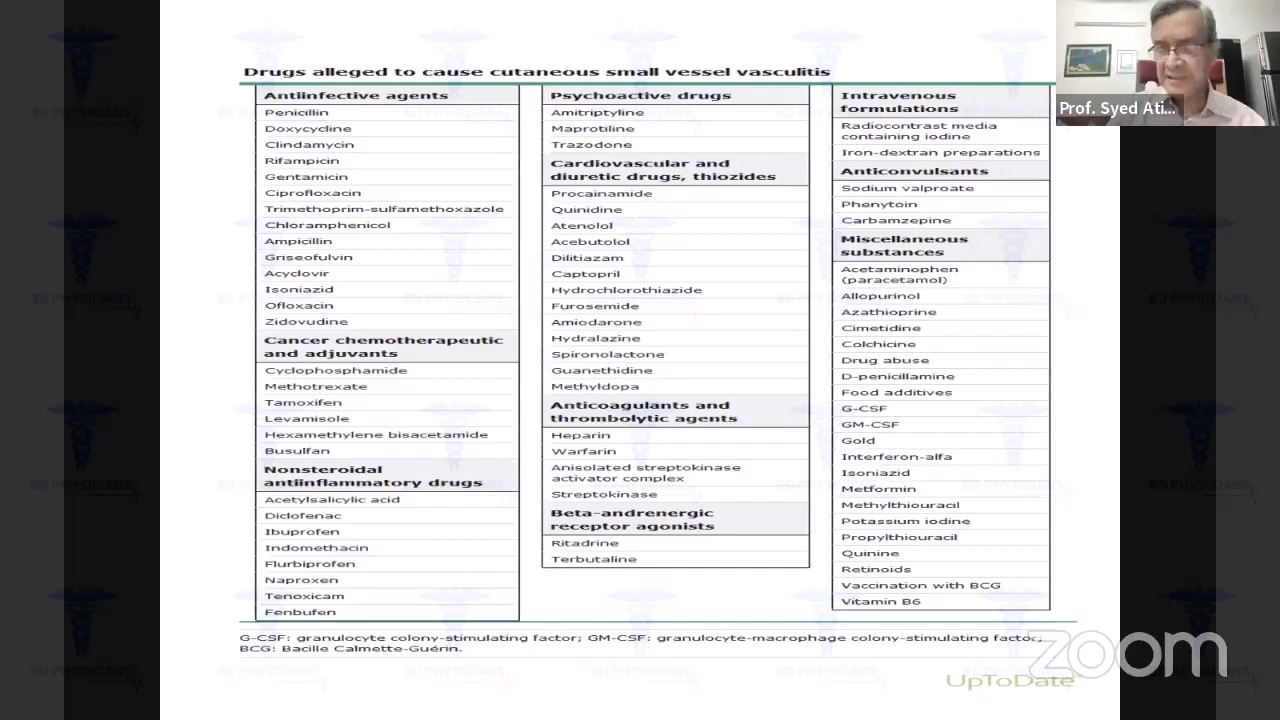 Drugs alleged to cause cutaneous small vessel vasculitis
Antiinfective agents
Penicillin
Doxycycline
Clindamycin
Rifampicin
Gentamicin
Ciprofloxacin
Trimethoprim-sulfamethoxazole
Chloramphenicol
Ampicillin
Griseofulvin
Acyclovir
Isoniazid
Ofloxacin
Zidovudine
Cancer chemotherapeutic
and adjuvants
Cyclophosphamide
Methotrexate
Tamoxifen
Levamisole
Hexamethylene bisacetamide
Busulfan
Nonsteroidal
antiinflammatory drugs
Acetylsalicylic acid
Diclofenac
Ibuprofen
Indomethacin
Flurbiprofen
Naproxen
Tenoxicam
Fenbufen
Psychoactive drugs
Amitriptyline
Maprotiline
Trazodone
Cardiovascular and
diuretic drugs, thiozides
Procainamide
Quinidine
Atenolol
Acebutolol
Dilitiazam
Captopril
Hydrochlorothiazide
Furosemide
Amiodarone
Hydralazine
Spironolactone
Guanethidine
Methyldopa
Anticoagulants and
thrombolytic agents
Heparin
Warfarin
Anisolated streptokinase
activator complex
Streptokinase
Beta-andrenergic
receptor agonists
Ritadrine
Terbutaline
Intravenous
formulations
Radiocontrast media
containing iodine
Iron-dextran preparations
Anticonvulsants
Sodium valproate
Phenytoin
Carbamzepine
Miscellaneous
substances
Acetaminophen
(paracetamol)
Allopurinol
Azathioprine
Cimetidine
Colchicine
Drug abuse
D-penicillamine
Food additives
G-CSF
GM-CSF
Gold
Interferon-alfa
Isoniazid
Metformin
Methylthiouracil
Potassium iodine
Propylthiouracil
Quinine
Retinoids
Vaccination with BCG
Vitamin B6
G-CSF: granulocyte colony-stimulating factor; GM-CSF: granulocyte-macrophage colony-stimulating factor;
BCG: Bacille Calmette-Guérin.
UpToDate
zoom
Prof. Syed Ati...
BD PHYSICIANS